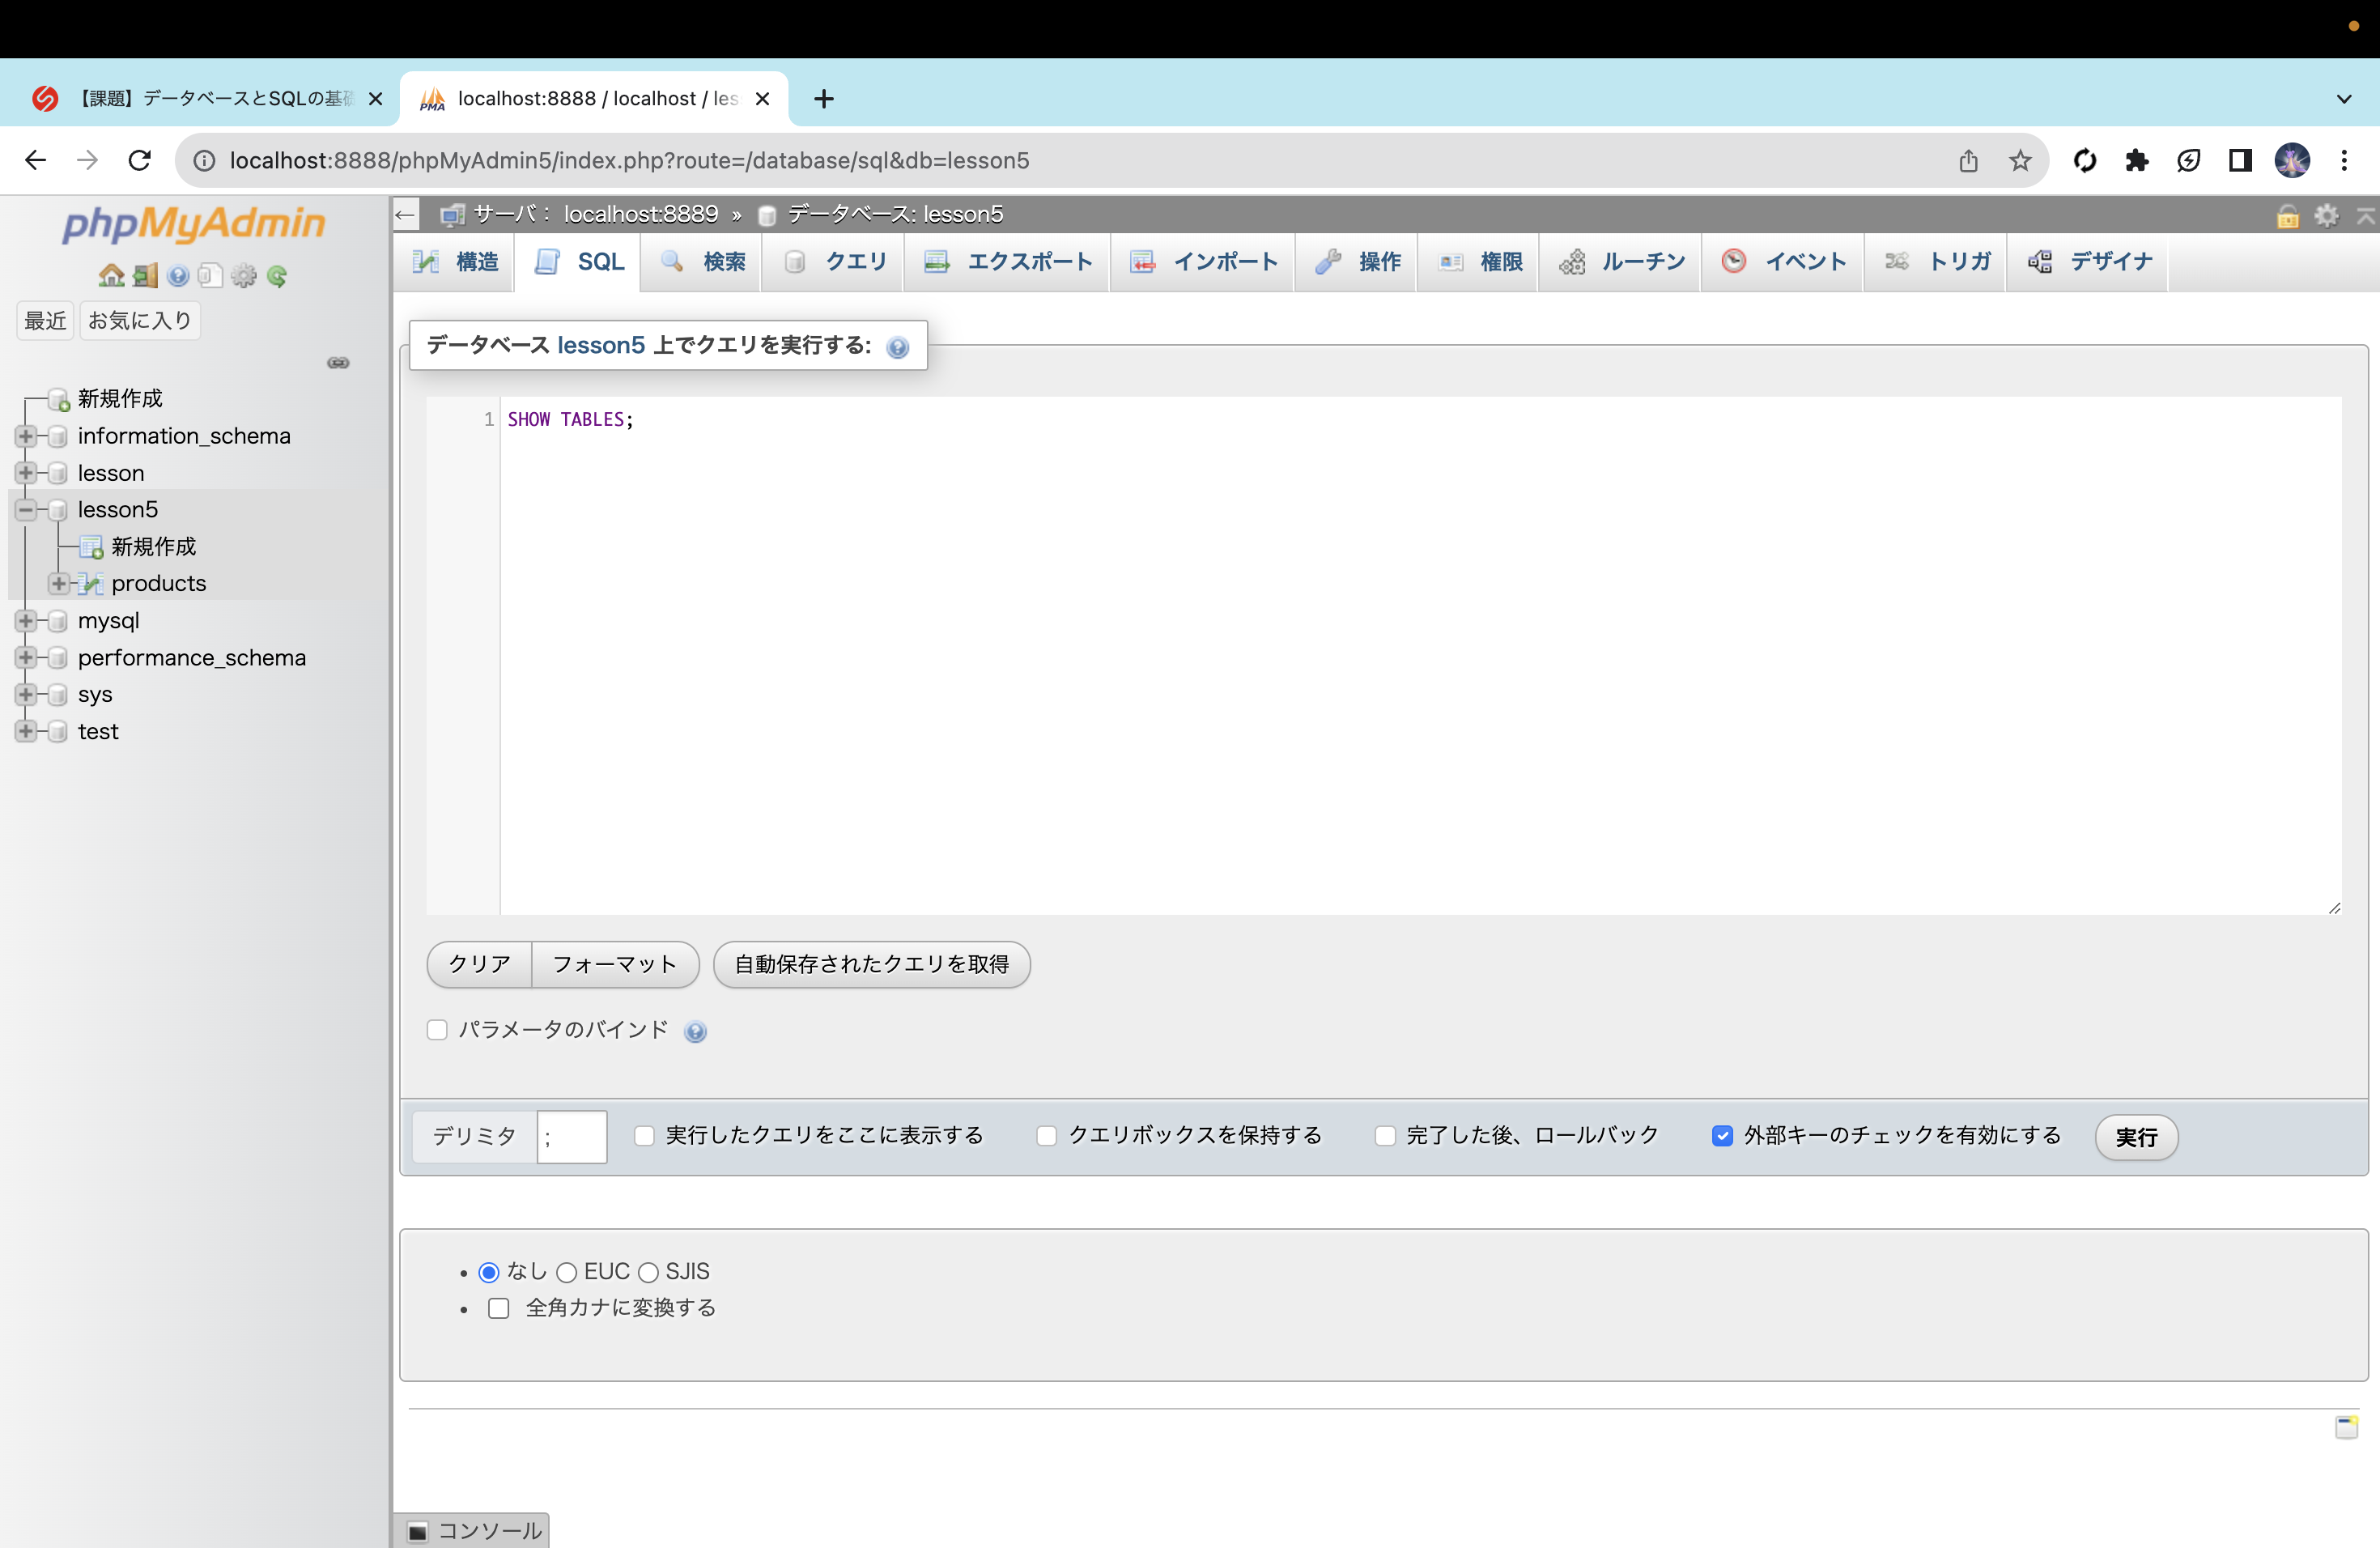 【課題】データベースとSQLの基礎
localhost:8888 / localhost / les
localhost:8888/phpMyAdmin5/index.php?route=/database/sql&db=lesson5
phpMyAdmin
最近 お気に入り
新規作成
information_schema
lesson
lesson5
新規作成
products
mysql
performance_schema
sys
test
サーバ: localhost:8889 » データベース: lesson5
構造 SQL 検索 クエリ エクスポート インポート 操作 権限 ルーチン イベント トリガ デザイナ
データベース lesson5 上でクエリを実行する:
1 SHOW TABLES;
クリア フォーマット 自動保存されたクエリを取得
パラメータのバインド
デリミタ ; 実行したクエリをここに表示する クエリボックスを保持する 完了した後、ロールバック 外部キーのチェックを有効にする 実行
• なし EUC SJIS
• 全角カナに変換する
コンソール